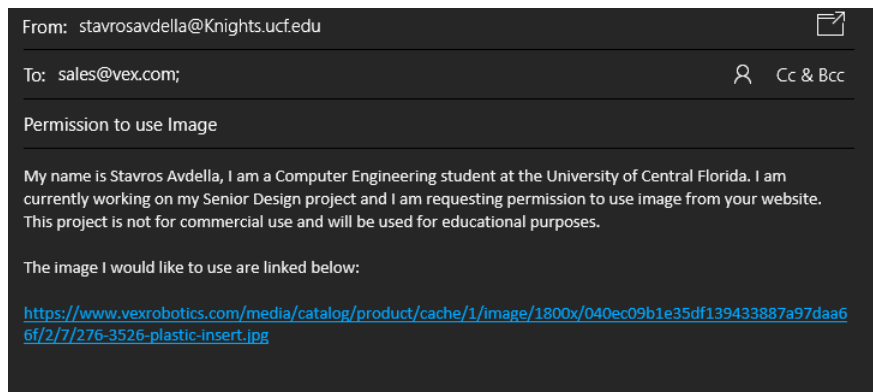 From: stavrosavdella@Knights.ucf.edu
To: sales@vex.com;
Cc & Bcc
Permission to use Image
My name is Stavros Avdella, I am a Computer Engineering student at the University of Central Florida. I am
currently working on my Senior Design project and I am requesting permission to use image from your website.
This project is not for commercial use and will be used for educational purposes.
The image I would like to use are linked below:
https://www.vexrobotics.com/media/catalog/product/cache/1/image/1800x/040ec09b1e35df139433887a97daa6
6f/2/7/276-3526-plastic-insert.jpg